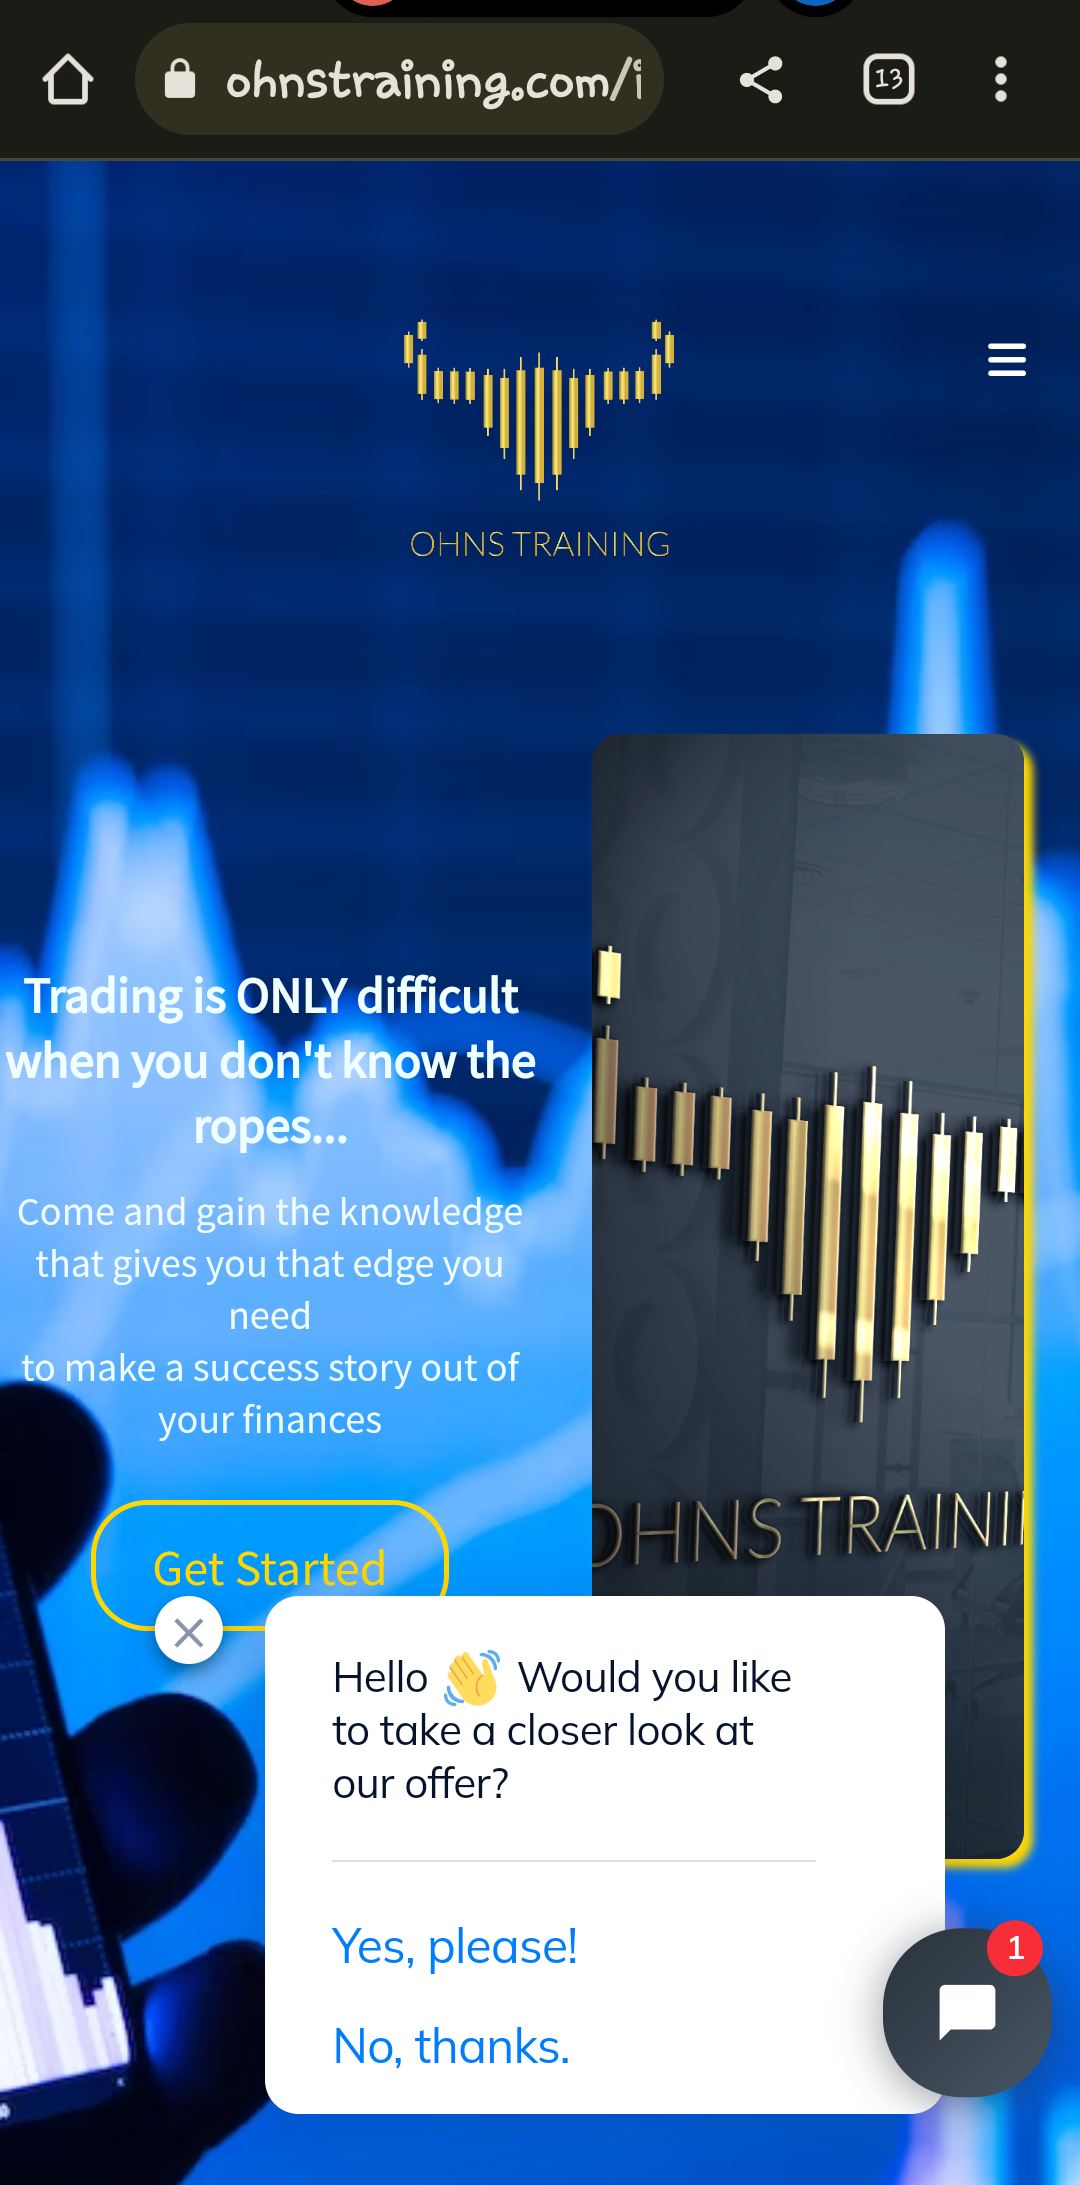 ohnstraining.com/i
13
OHNS TRAINING
Trading is ONLY difficult
when you don't know the
ropes...
Come and gain the knowledge
that gives you that edge you
need
to make a success story out of
your finances
Get Started
OHNS TRAINI
Hello 👋 Would you like
to take a closer look at
our offer?
Yes, please!
No, thanks.
1